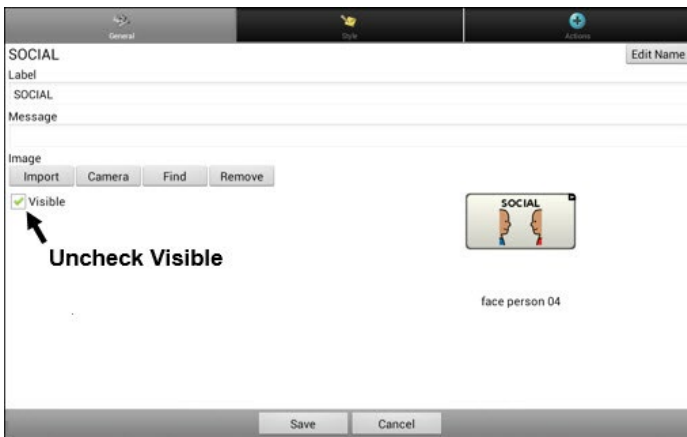 General Style Actions
SOCIAL Edit Name
Label
SOCIAL
Message
Image
Import Camera Find Remove
Visible
SOCIAL
Uncheck Visible
face person 04
Save Cancel